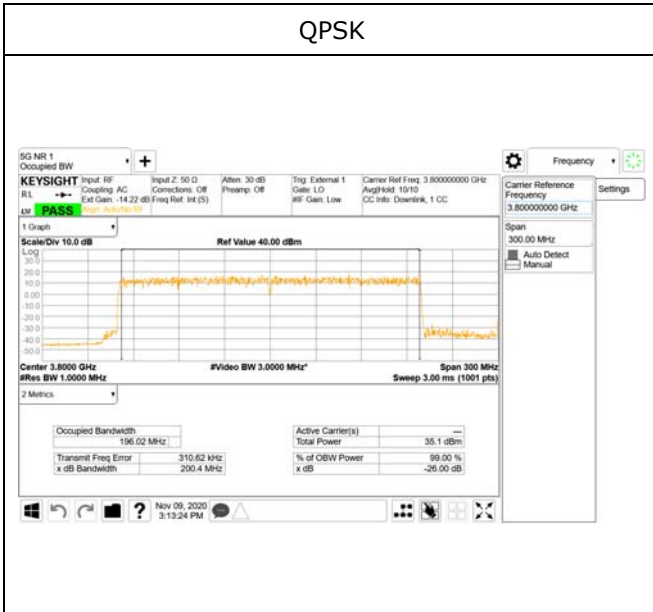 QPSK
5G NR 1
Occupied BW
Frequency
KEYSIGHT
Input: RF
Input Z: 50 Ω
Atten: 30 dB
Trig: External 1
Carrier Ref Freq: 3.800000000 GHz
RL
Coupling: AC
Corrections: Off
Preamp: Off
Gate: LO
Avg|Hold: 10/10
Ext Gain: -14.22 dB
Freq Ref: Int (S)
#IF Gain: Low
CC Info: Downlink, 1 CC
PASS
Align: Auto/No RF
Carrier Reference
Frequency
3.800000000 GHz
Settings
Span
300.00 MHz
Auto Detect
Manual
1 Graph
Scale/Div 10.0 dB
Ref Value 40.00 dBm
Log
30.0
20.0
10.0
0.00
-10.0
-20.0
-30.0
-40.0
-50.0
Center 3.8000 GHz
#Video BW 3.0000 MHz*
Span 300 MHz
#Res BW 1.0000 MHz
Sweep 3.00 ms (1001 pts)
2 Metrics
Occupied Bandwidth
196.02 MHz
Transmit Freq Error 310.62 kHz
x dB Bandwidth 200.4 MHz
Active Carrier(s) ---
Total Power 35.1 dBm
% of OBW Power 99.00 %
x dB -26.00 dB
?
Nov 09, 2020
3:13:24 PM